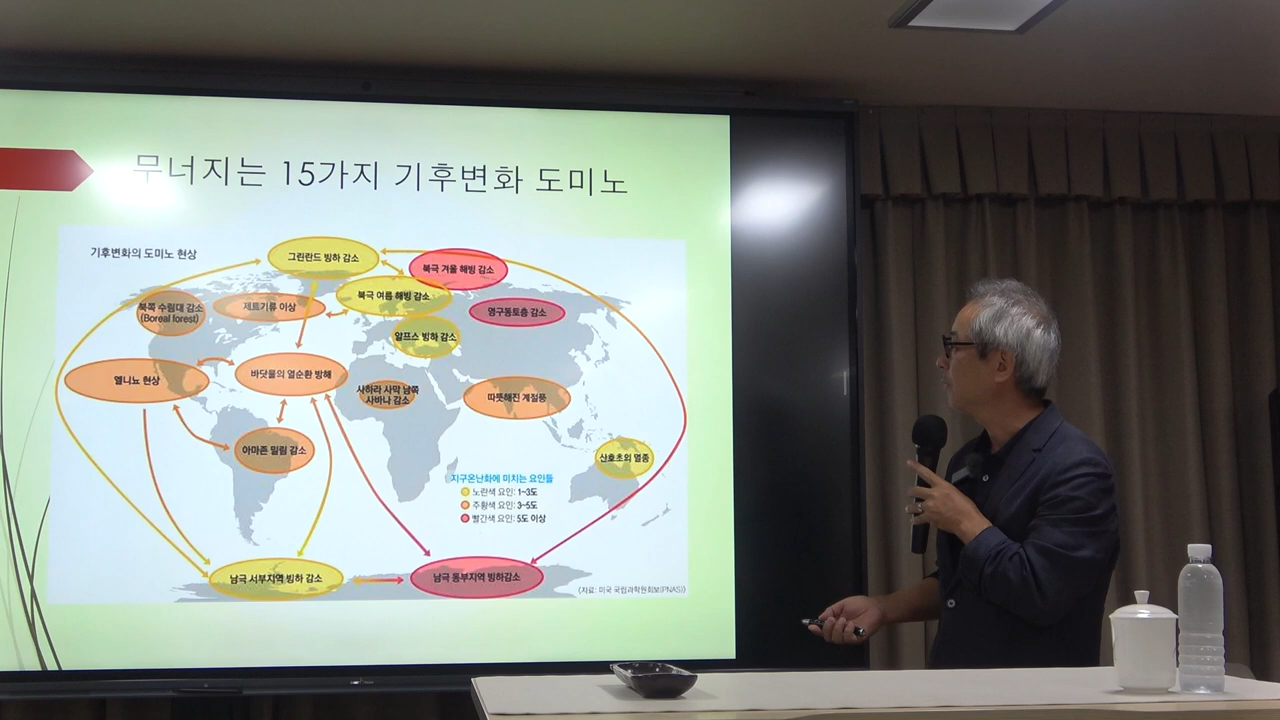 무너지는 15가지 기후변화 도미노
기후변화의 도미노 현상
그린란드 빙하 감소
북극 겨울 해빙 감소
북극 여름 해빙 감소
북쪽 수림대 감소
(Boreal forest)
제트기류 이상
영구동토층 감소
알프스 빙하 감소
엘니뇨 현상
바닷물의 열순환 방해
사하라 사막 남쪽
사바나 감소
따뜻해진 계절풍
아마존 밀림 감소
산호초의 멸종
지구온난화에 미치는 요인들
노란색 요인: 1~3도
주황색 요인: 3~5도
빨간색 요인: 5도 이상
남극 서부지역 빙하 감소
남극 동부지역 빙하감소
(자료: 미국 국립과학원회보(PNAS))